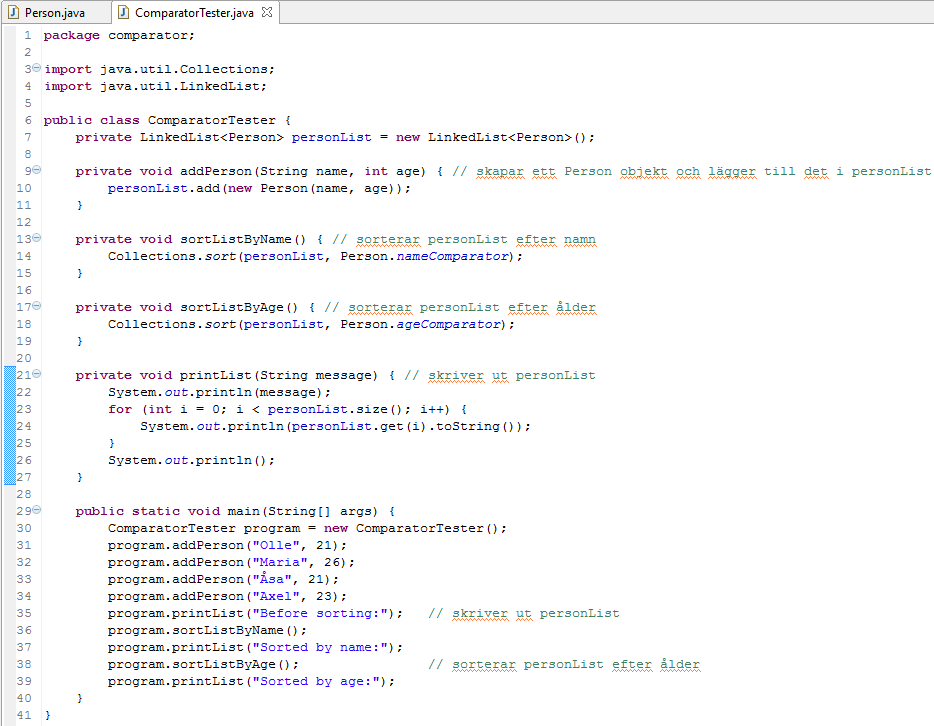 Person.java ComparatorTester.java
1 package comparator;
2
3 import java.util.Collections;
4 import java.util.LinkedList;
5
6 public class ComparatorTester {
7     private LinkedList<Person> personList = new LinkedList<Person>();
8
9     private void addPerson(String name, int age) { // skapar ett Person objekt och lägger till det i personList
10         personList.add(new Person(name, age));
11     }
12
13     private void sortListByName() { // sorterar personList efter namn
14         Collections.sort(personList, Person.nameComparator);
15     }
16
17     private void sortListByAge() { // sorterar personList efter ålder
18         Collections.sort(personList, Person.ageComparator);
19     }
20
21     private void printList(String message) { // skriver ut personList
22         System.out.println(message);
23         for (int i = 0; i < personList.size(); i++) {
24             System.out.println(personList.get(i).toString());
25         }
26         System.out.println();
27     }
28
29     public static void main(String[] args) {
30         ComparatorTester program = new ComparatorTester();
31         program.addPerson("Olle", 21);
32         program.addPerson("Maria", 26);
33         program.addPerson("Åsa", 21);
34         program.addPerson("Axel", 23);
35         program.printList("Before sorting:");   // skriver ut personList
36         program.sortListByName();
37         program.printList("Sorted by name:");
38         program.sortListByAge();                // sorterar personList efter ålder
39         program.printList("Sorted by age:");
40     }
41 }